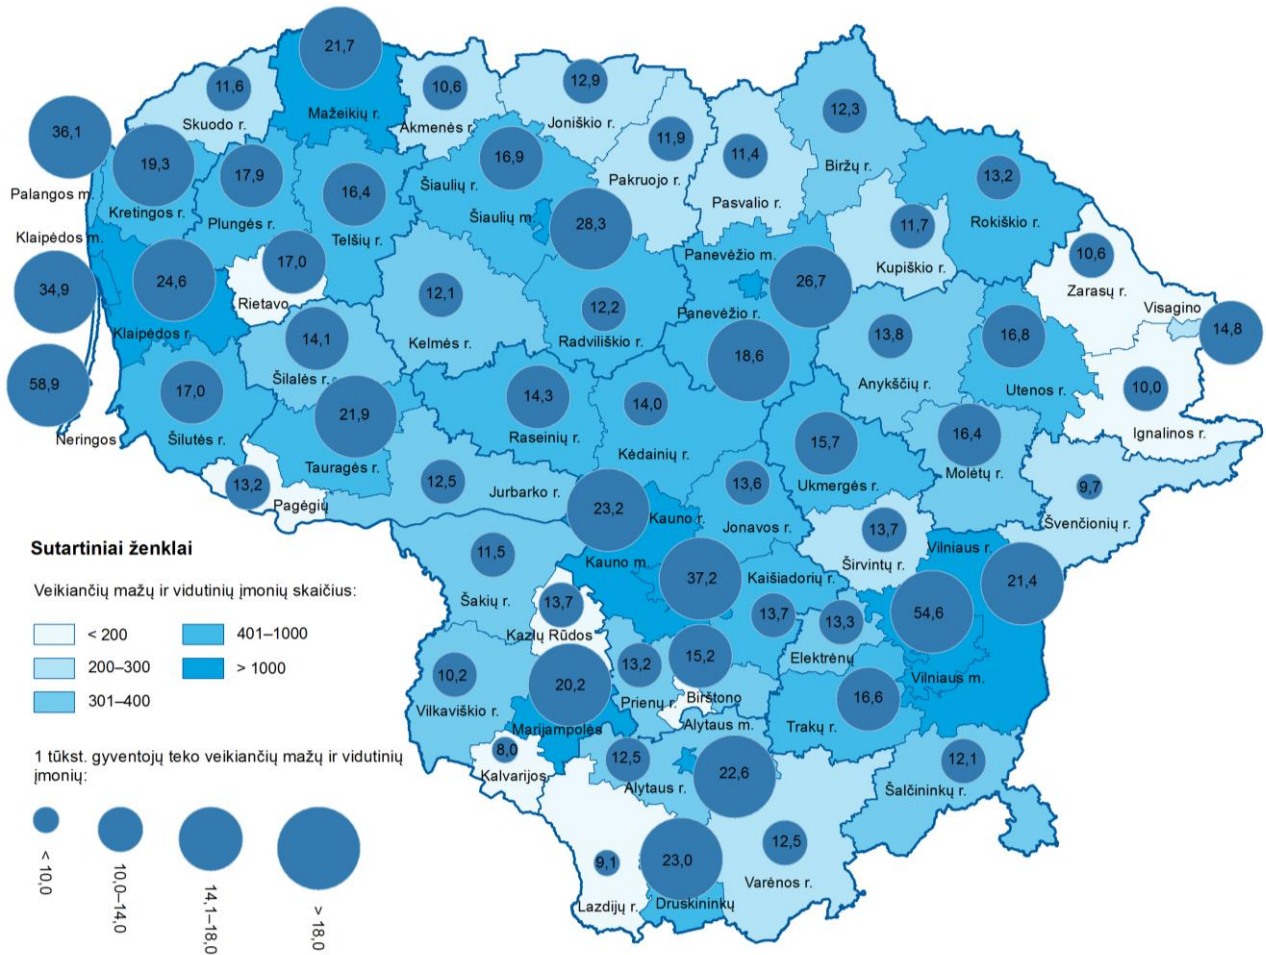 21,7
Mažeikių r.
11,6
Skuodo r.
10,6
Akmenės r.
12,9
Joniškio r.
11,9
Pakruojo r.
11,4
Pasvalio r.
12,3
Biržų r.
13,2
Rokiškio r.
36,1
Palangos m.
19,3
Kretingos r.
17,9
Plungės r.
16,4
Telšių r.
16,9
Šiaulių r.
Šiaulių m.
28,3
11,7
Kupiškio r.
10,6
Zarasų r.
Visagino
14,8
Klaipėdos m.
34,9
24,6
Klaipėdos r.
17,0
Rietavo
12,1
Kelmės r.
12,2
Radviliškio r.
Panevėžio m.
26,7
Panevėžio r.
18,6
13,8
Anykščių r.
16,8
Utenos r.
10,0
Ignalinos r.
58,9
Neringos
17,0
Šilutės r.
14,1
Šilalės r.
21,9
Tauragės r.
14,3
Raseinių r.
14,0
Kėdainių r.
15,7
Ukmergės r.
16,4
Molėtų r.
9,7
Švenčionių r.
13,2
Pagėgių
12,5
Jurbarko r.
23,2
Kauno r.
Kauno m.
37,2
13,6
Jonavos r.
13,7
Širvintų r.
Vilniaus r.
21,4
54,6
Vilniaus m.
11,5
Šakių r.
13,7
Kazlų Rūdos
Kaišiadorių r.
13,7
13,3
Elektrėnų
10,2
Vilkaviškio r.
20,2
Marijampolės
13,2
Prienų r.
15,2
Birštono
16,6
Trakų r.
8,0
Kalvarijos
12,5
Alytaus r.
Alytaus m.
22,6
12,1
Šalčininkų r.
9,1
Lazdijų r.
23,0
Druskininkų
12,5
Varėnos r.
Sutartiniai ženklai
Veikiančių mažų ir vidutinių įmonių skaičius:
< 200
200–300
301–400
401–1000
> 1000
1 tūkst. gyventojų teko veikiančių mažų ir vidutinių
įmonių:
< 10,0
10,0–14,0
14,1–18,0
> 18,0